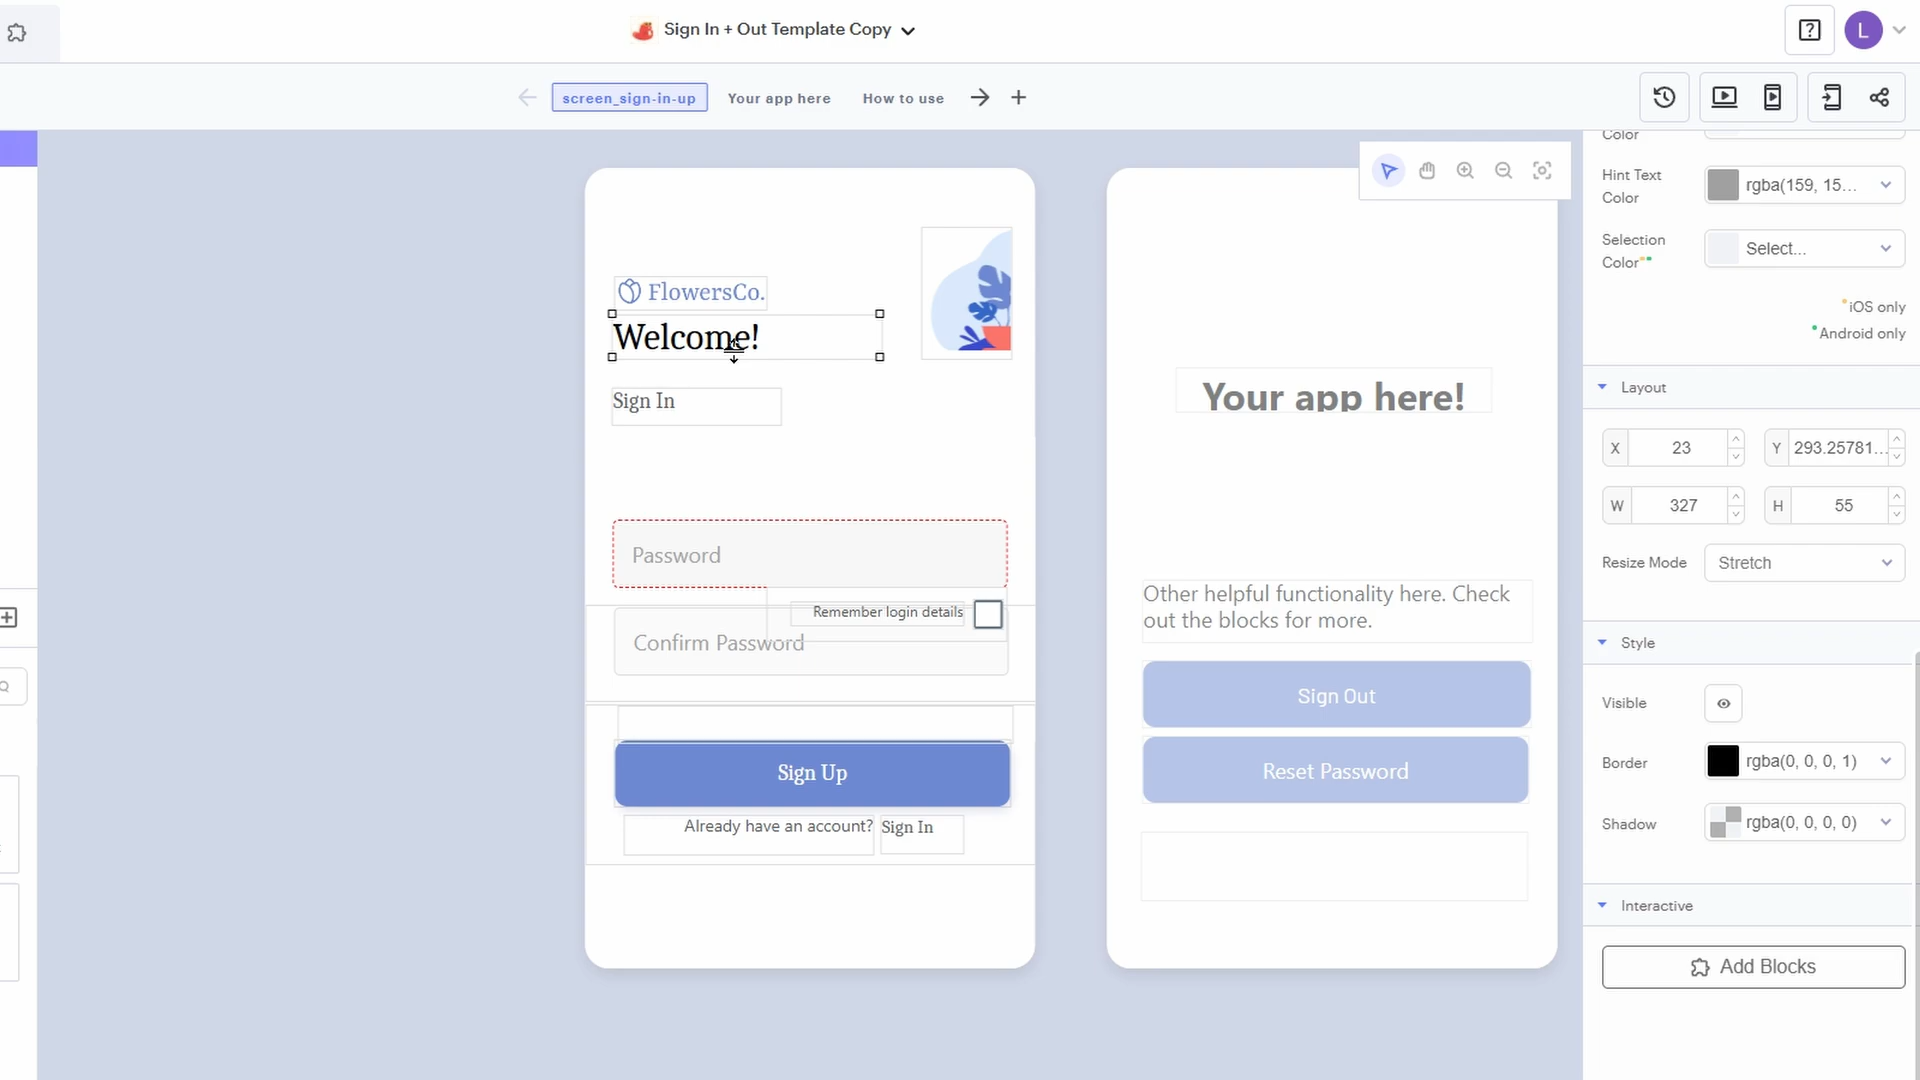 Sign In + Out Template Copy
L
screen_sign-in-up
Your app here
How to use
Color
Hint Text
Color
rgba(159, 15...
Selection
Color
Select...
iOS only
Android only
FlowersCo.
Welcome!
Sign In
Password
Remember login details
Confirm Password
Sign Up
Already have an account?
Sign In
Your app here!
Other helpful functionality here. Check
out the blocks for more.
Sign Out
Reset Password
Layout
X 23
Y 293.25781...
W 327
H 55
Resize Mode
Stretch
Style
Visible
Border
rgba(0, 0, 0, 1)
Shadow
rgba(0, 0, 0, 0)
Interactive
Add Blocks